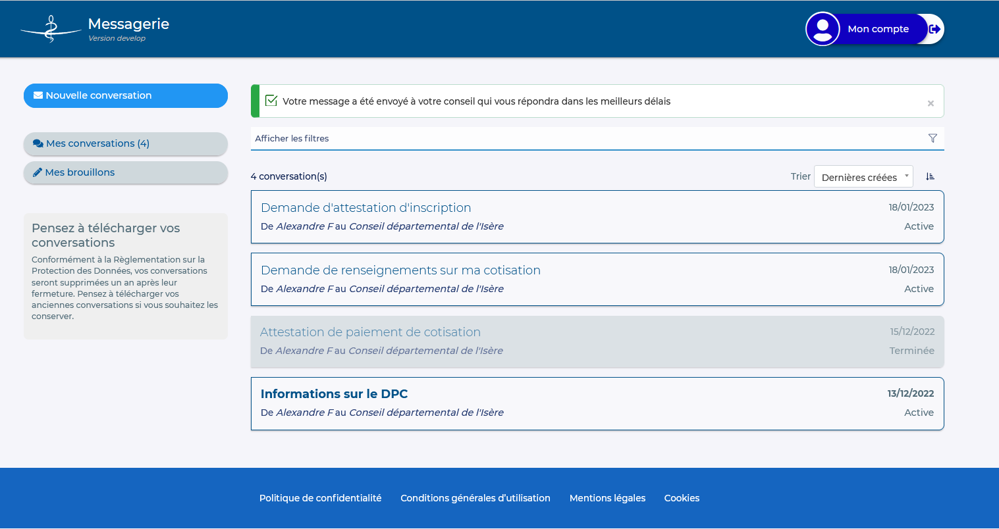 Messagerie
Version develop
Mon compte
Nouvelle conversation
Mes conversations (4)
Mes brouillons
Pensez à télécharger vos
conversations
Conformément à la Règlementation sur la
Protection des Données, vos conversations
seront supprimées un an après leur
fermeture. Pensez à télécharger vos
anciennes conversations si vous souhaitez les
conserver.
Votre message a été envoyé à votre conseil qui vous répondra dans les meilleurs délais
Afficher les filtres
4 conversation(s)
Trier Dernières créées
Demande d'attestation d'inscription 18/01/2023
De Alexandre F au Conseil départemental de l'Isère Active
Demande de renseignements sur ma cotisation 18/01/2023
De Alexandre F au Conseil départemental de l'Isère Active
Attestation de paiement de cotisation 15/12/2022
De Alexandre F au Conseil départemental de l'Isère Terminée
Informations sur le DPC 13/12/2022
De Alexandre F au Conseil départemental de l'Isère Active
Politique de confidentialité Conditions générales d’utilisation Mentions légales Cookies